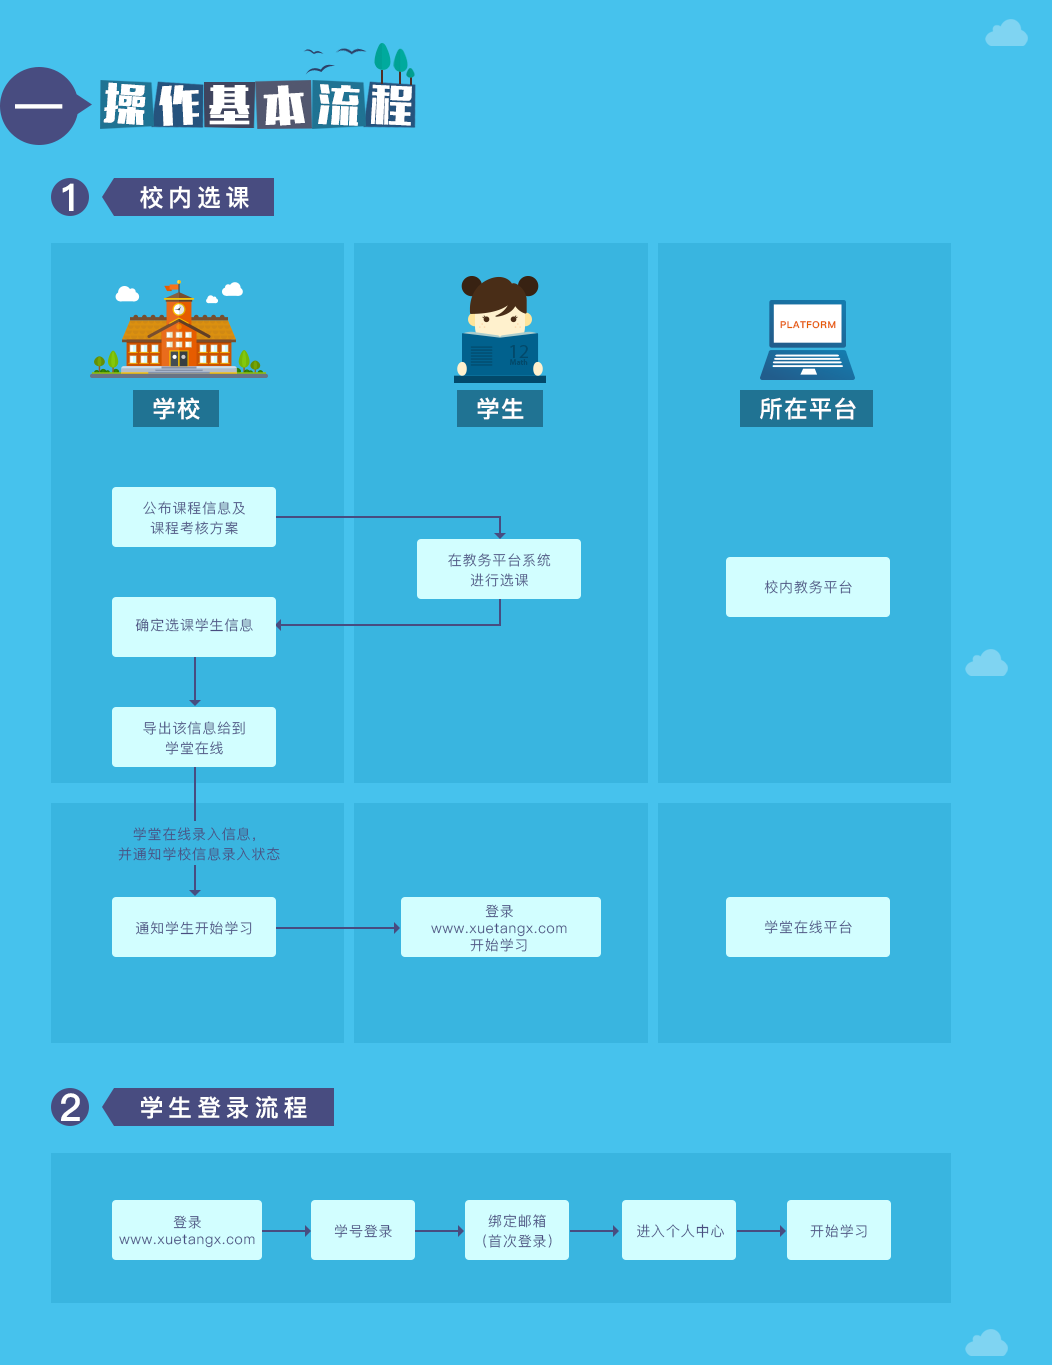 一
操作基本流程
1
校内选课
PLATFORM
12
Math
学校
学生
所在平台
公布课程信息及
课程考核方案
在教务平台系统
进行选课
校内教务平台
确定选课学生信息
导出该信息给到
学堂在线
学堂在线录入信息，
并通知学校信息录入状态
通知学生开始学习
登录
www.xuetangx.com
开始学习
学堂在线平台
2
学生登录流程
登录
www.xuetangx.com
学号登录
绑定邮箱
(首次登录)
进入个人中心
开始学习